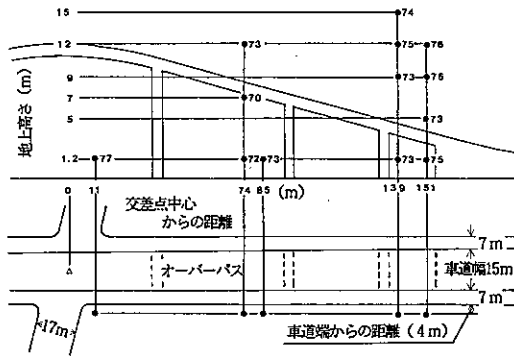 15 74
12 73 75 76
9 73 76
7 70
5 73
1.2 77 72 73 73 75
地上高さ (m)
0 11 74 85 (m) 139 151
交差点中心
からの距離
7m
オーバーパス
車道幅15m
7m
17m
車道端からの距離 (4m)